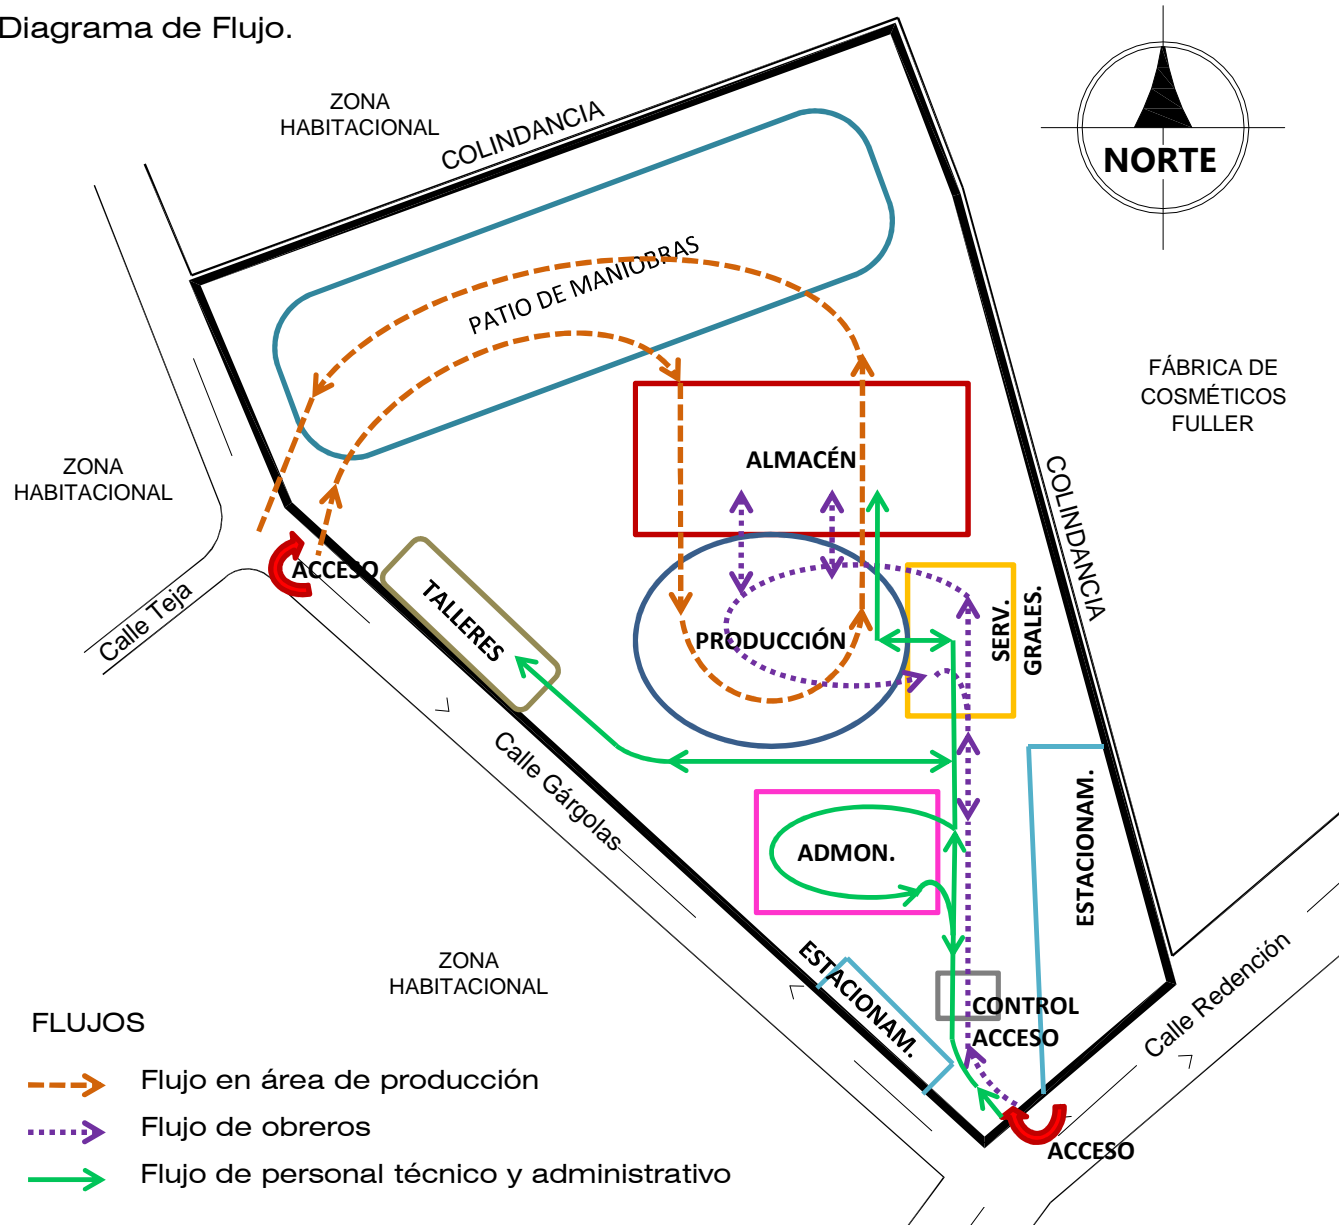 Diagrama de Flujo.
ZONA
HABITACIONAL
COLINDANCIA
NORTE
PATIO DE MANIOBRAS
FÁBRICA DE
COSMÉTICOS
FULLER
ZONA
HABITACIONAL
ALMACÉN
COLINDANCIA
ACCESO
Calle Teja
TALLERES
PRODUCCIÓN
SERV.
GRALES.
Calle Gárgolas
ADMON.
ESTACIONAM.
ZONA
HABITACIONAL
ESTACIONAM.
CONTROL
ACCESO
Calle Redención
ACCESO
FLUJOS
Flujo en área de producción
Flujo de obreros
Flujo de personal técnico y administrativo